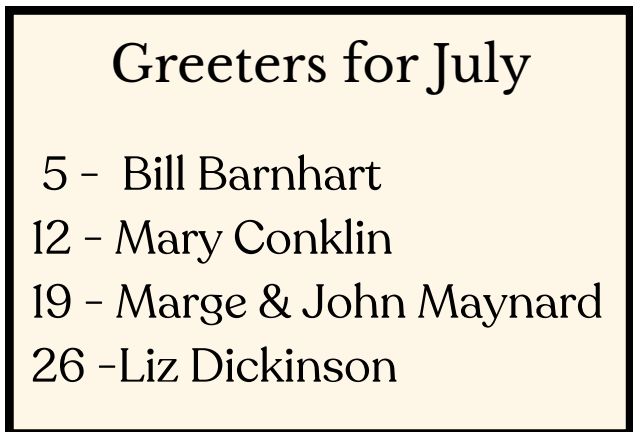 Greeters for July
5 - Bill Barnhart
12 - Mary Conklin
19 - Marge & John Maynard
26 -Liz Dickinson